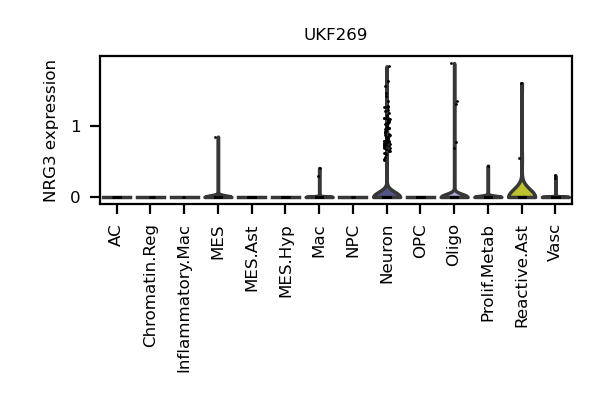 UKF269
NRG3 expression
1
0
AC
Chromatin.Reg
Inflammatory.Mac
MES
MES.Ast
MES.Hyp
Mac
NPC
Neuron
OPC
Oligo
Prolif.Metab
Reactive.Ast
Vasc